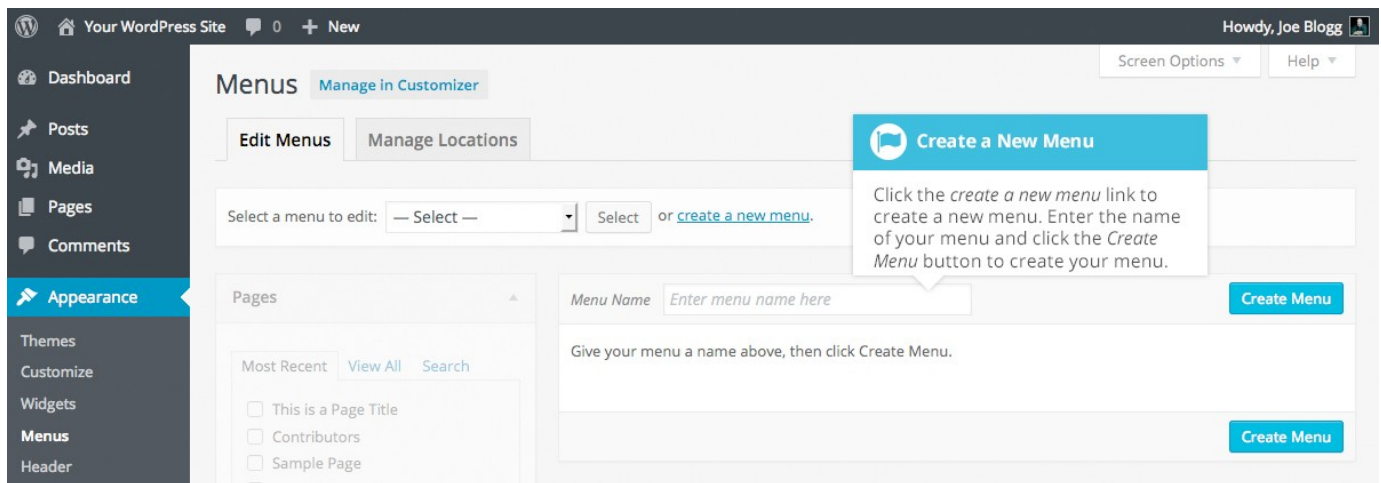 Your WordPress Site 0 + New Howdy, Joe Blogg
Screen Options Help
Dashboard
Posts
Media
Pages
Comments
Appearance
Themes
Customize
Widgets
Menus
Header
Menus Manage in Customizer
Edit Menus Manage Locations
Select a menu to edit: — Select — Select or create a new menu.
Create a New Menu
Click the create a new menu link to
create a new menu. Enter the name
of your menu and click the Create
Menu button to create your menu.
Pages
Most Recent View All Search
This is a Page Title
Contributors
Sample Page
Menu Name Enter menu name here Create Menu
Give your menu a name above, then click Create Menu.
Create Menu